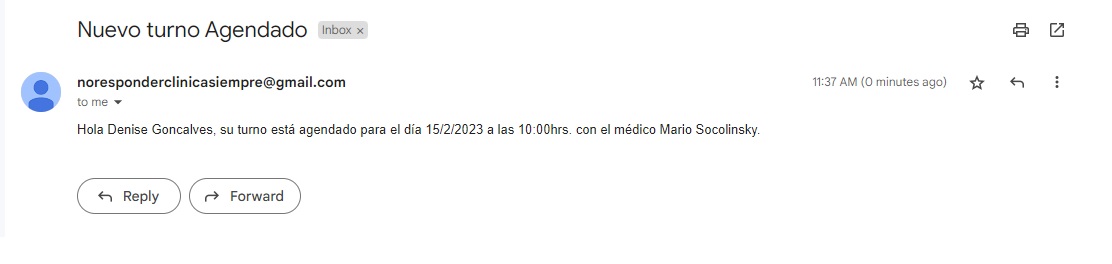 Nuevo turno Agendado Inbox ×
noresponderclinicasiempre@gmail.com 11:37 AM (0 minutes ago)
to me
Hola Denise Goncalves, su turno está agendado para el día 15/2/2023 a las 10:00hrs. con el médico Mario Socolinsky.
Reply Forward